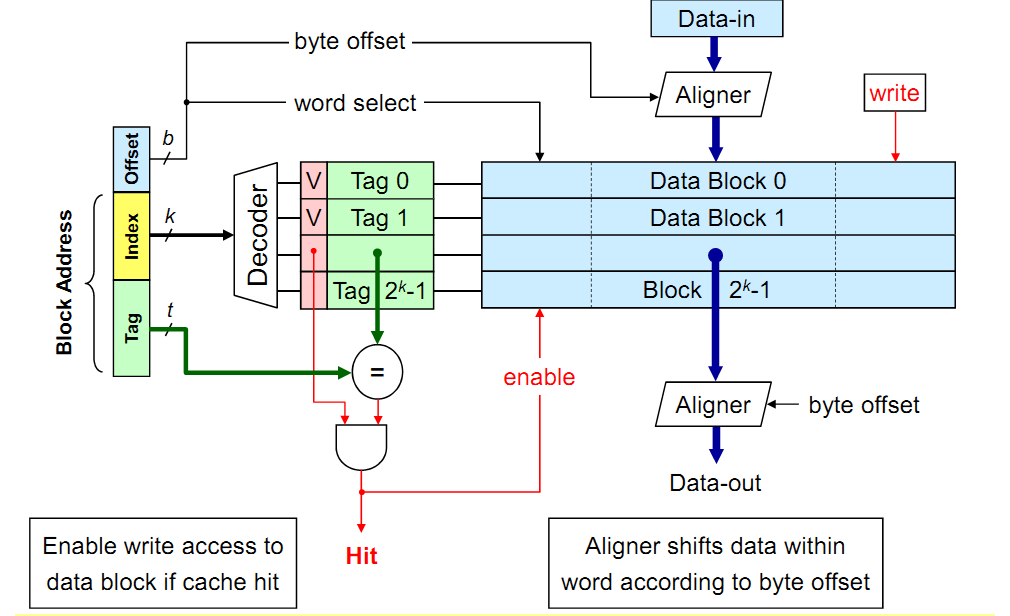 Data-in
byte offset
Aligner
write
word select
Offset
b
V Tag 0
Data Block 0
Decoder
Block Address
Index
k
V Tag 1
Data Block 1
Tag 2ᵏ-1
Block 2ᵏ-1
Tag
t
=
enable
Aligner
byte offset
Data-out
Hit
Enable write access to
data block if cache hit
Aligner shifts data within
word according to byte offset